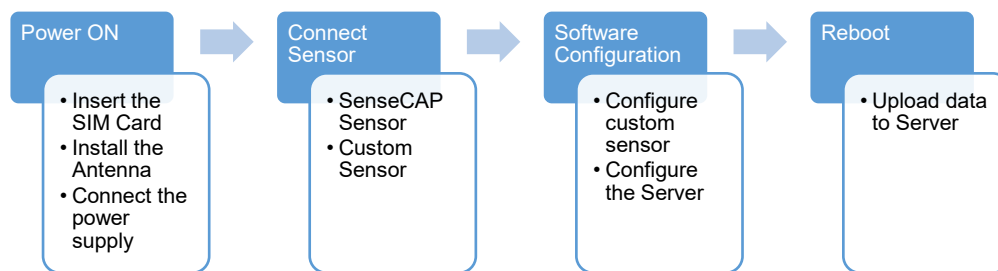 Power ON
• Insert the
SIM Card
• Install the
Antenna
• Connect the
power
supply
Connect
Sensor
• SenseCAP
Sensor
• Custom
Sensor
Software
Configuration
• Configure
custom
sensor
• Configure
the Server
Reboot
• Upload data
to Server